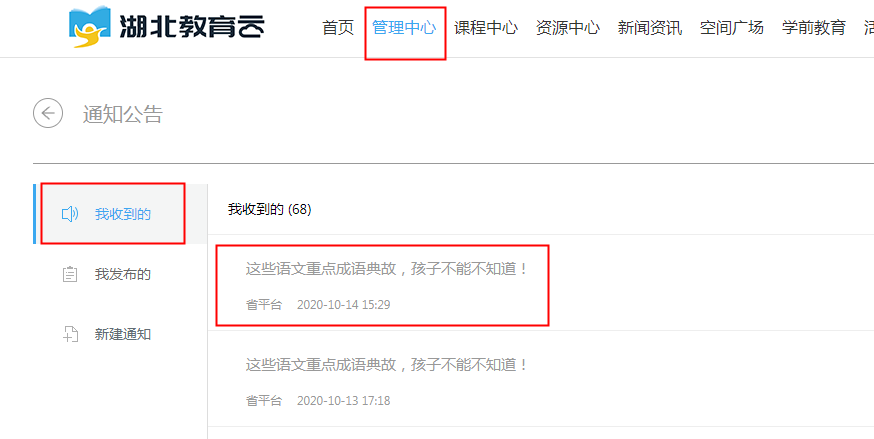 湖北教育云 首页 管理中心 课程中心 资源中心 新闻资讯 空间广场 学前教育
通知公告
我收到的
我发布的
新建通知
我收到的 (68)
这些语文重点成语典故，孩子不能不知道！
省平台 2020-10-14 15:29
这些语文重点成语典故，孩子不能不知道！
省平台 2020-10-13 17:18